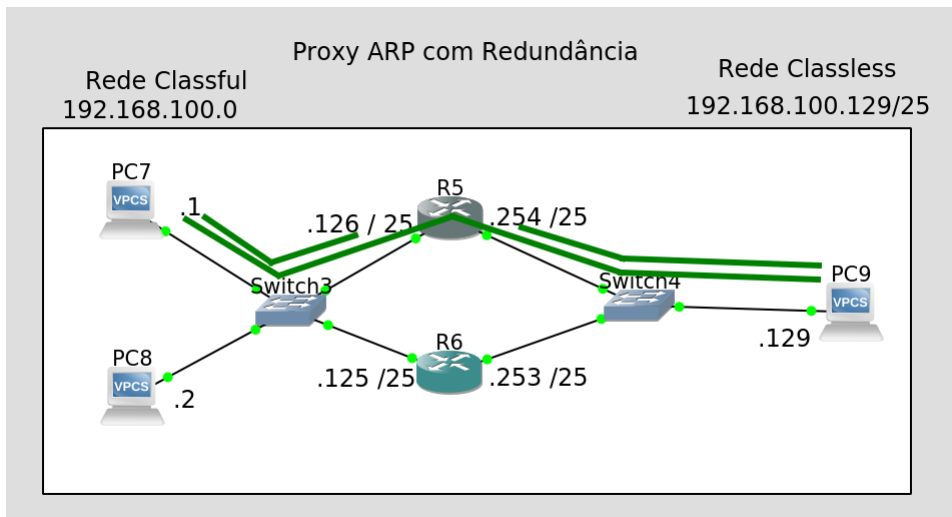 Proxy ARP com Redundância
Rede Classful
192.168.100.0
Rede Classless
192.168.100.129/25
PC7
VPCS
.1
R5
.126 / 25
.254 /25
Switch3
Switch4
PC9
VPCS
.129
PC8
VPCS
.2
R6
.125 /25
.253 /25